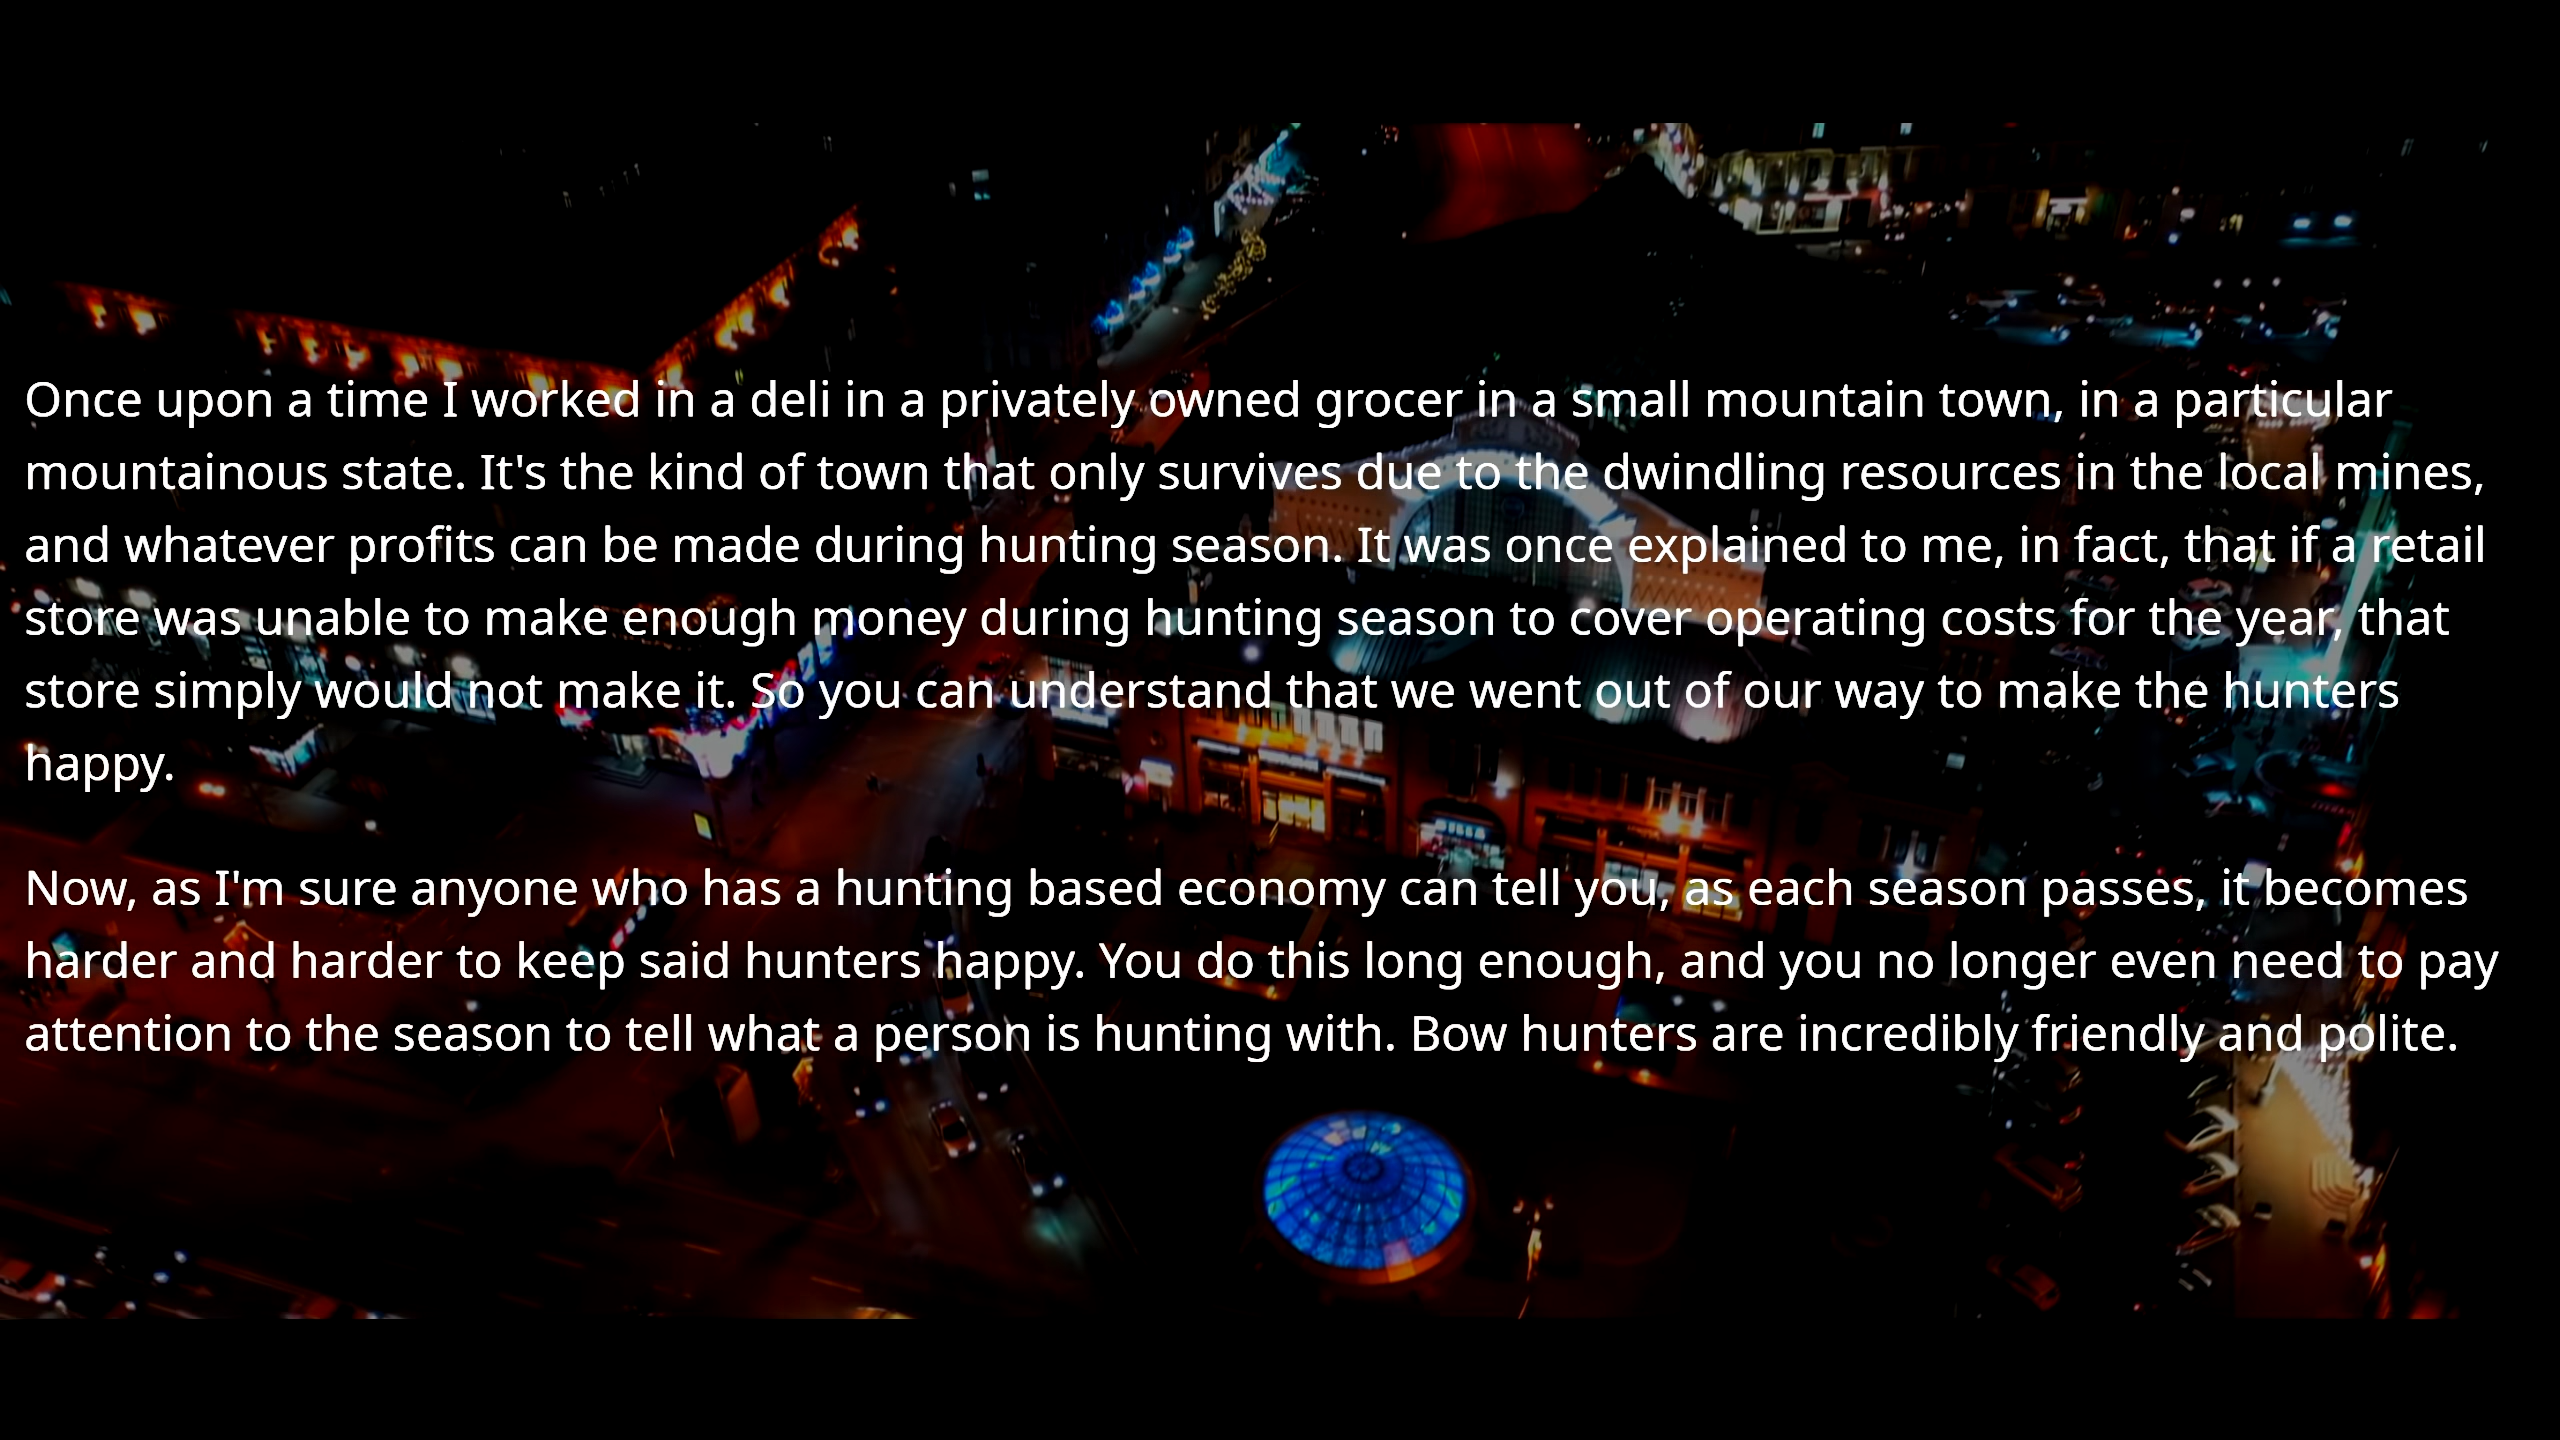 Once upon a time I worked in a deli in a privately owned grocer in a small mountain town, in a particular
mountainous state. It's the kind of town that only survives due to the dwindling resources in the local mines,
and whatever profits can be made during hunting season. It was once explained to me, in fact, that if a retail
store was unable to make enough money during hunting season to cover operating costs for the year, that
store simply would not make it. So you can understand that we went out of our way to make the hunters
happy.
Now, as I'm sure anyone who has a hunting based economy can tell you, as each season passes, it becomes
harder and harder to keep said hunters happy. You do this long enough, and you no longer even need to pay
attention to the season to tell what a person is hunting with. Bow hunters are incredibly friendly and polite.